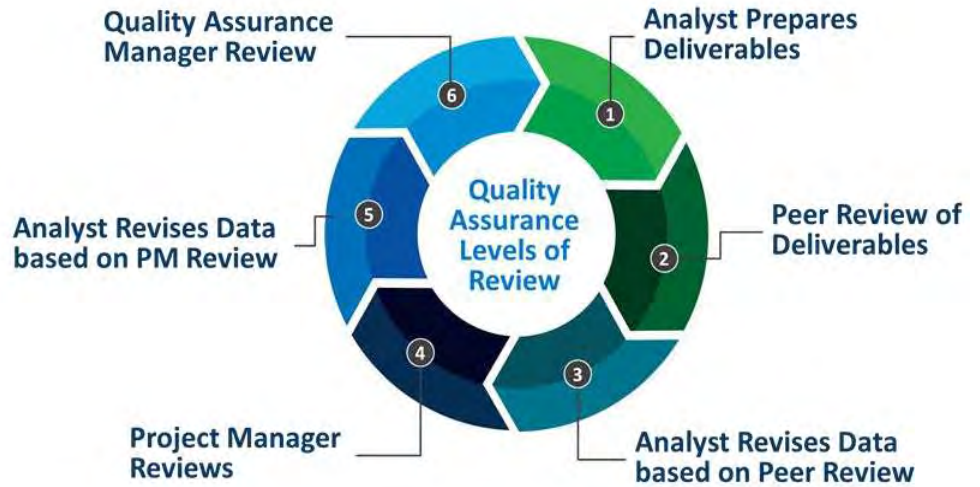 Quality Assurance
Levels of
Review
1
Analyst Prepares
Deliverables
2
Peer Review of
Deliverables
3
Analyst Revises Data
based on Peer Review
4
Project Manager
Reviews
5
Analyst Revises Data
based on PM Review
6
Quality Assurance
Manager Review